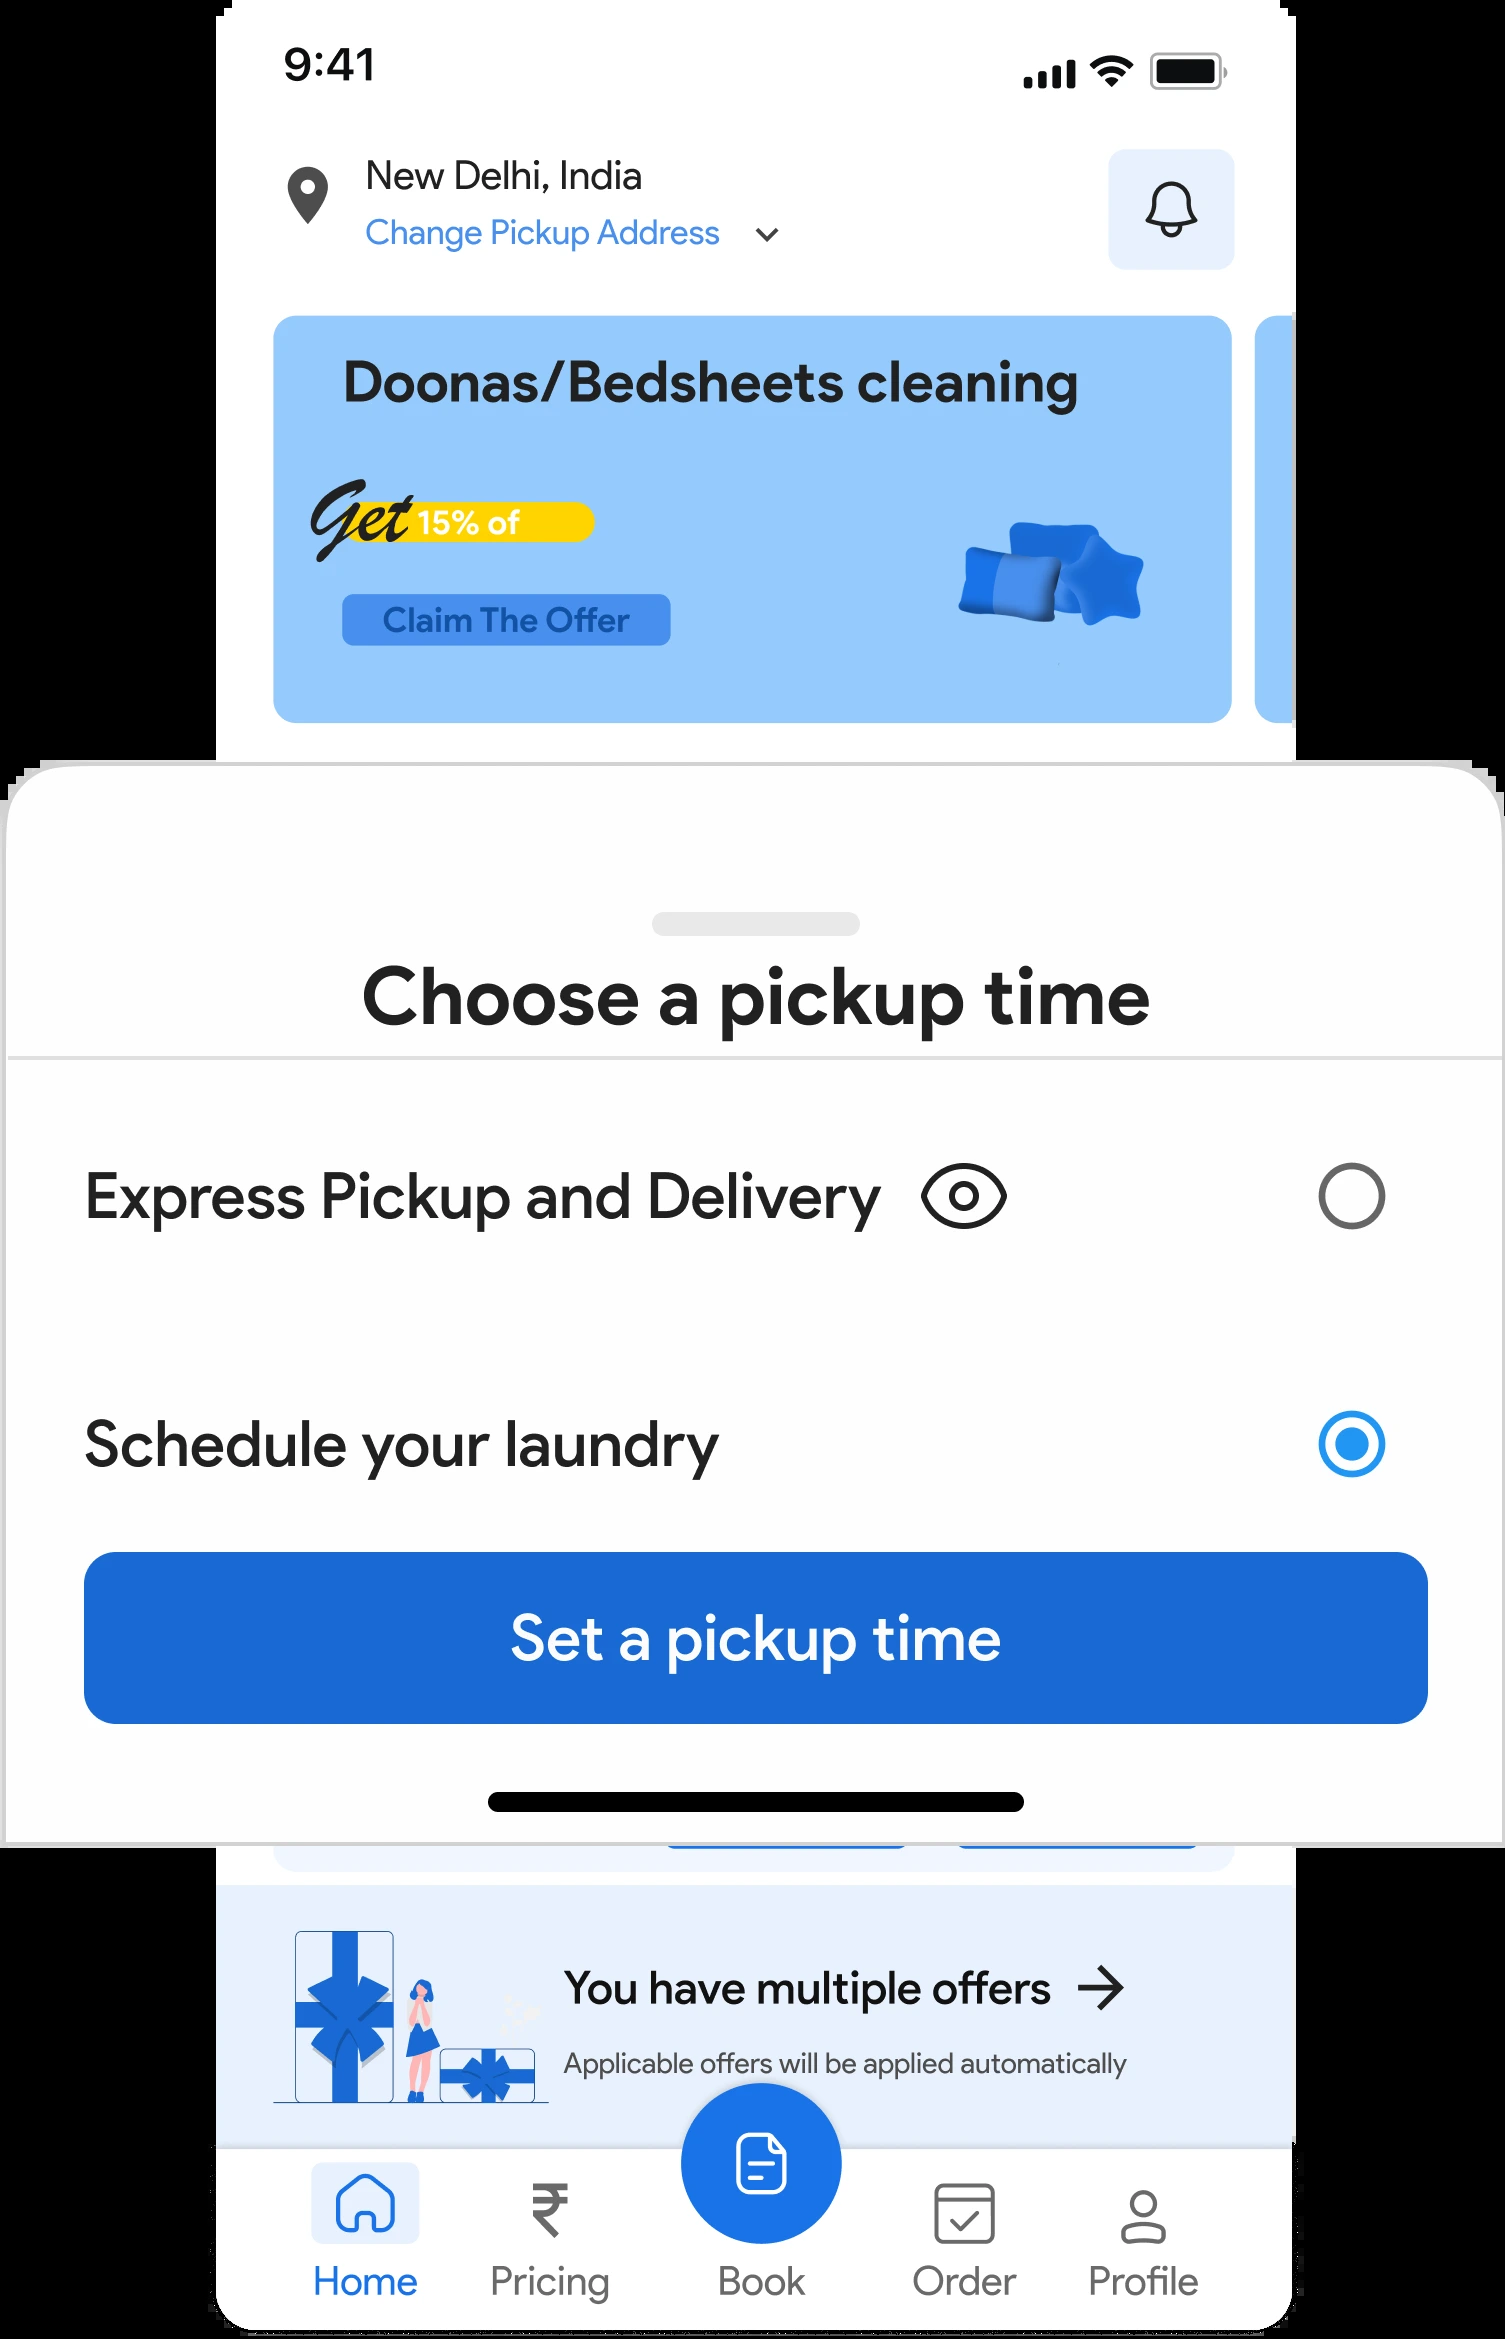 9:41
New Delhi, India
Change Pickup Address
Doonas/Bedsheets cleaning
Get 15% of
Claim The Offer
Choose a pickup time
Express Pickup and Delivery
Schedule your laundry
Set a pickup time
You have multiple offers
Applicable offers will be applied automatically
Home Pricing Book Order Profile